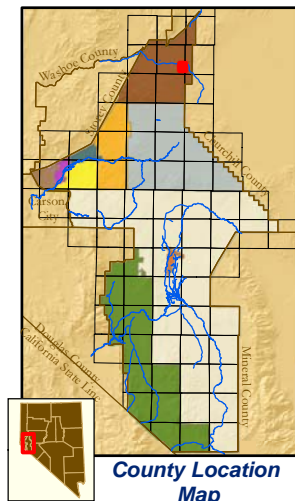 Washoe County
Storey County
Churchill County
Carson
City
Douglas County
California State Line
Mineral County
County Location
Map